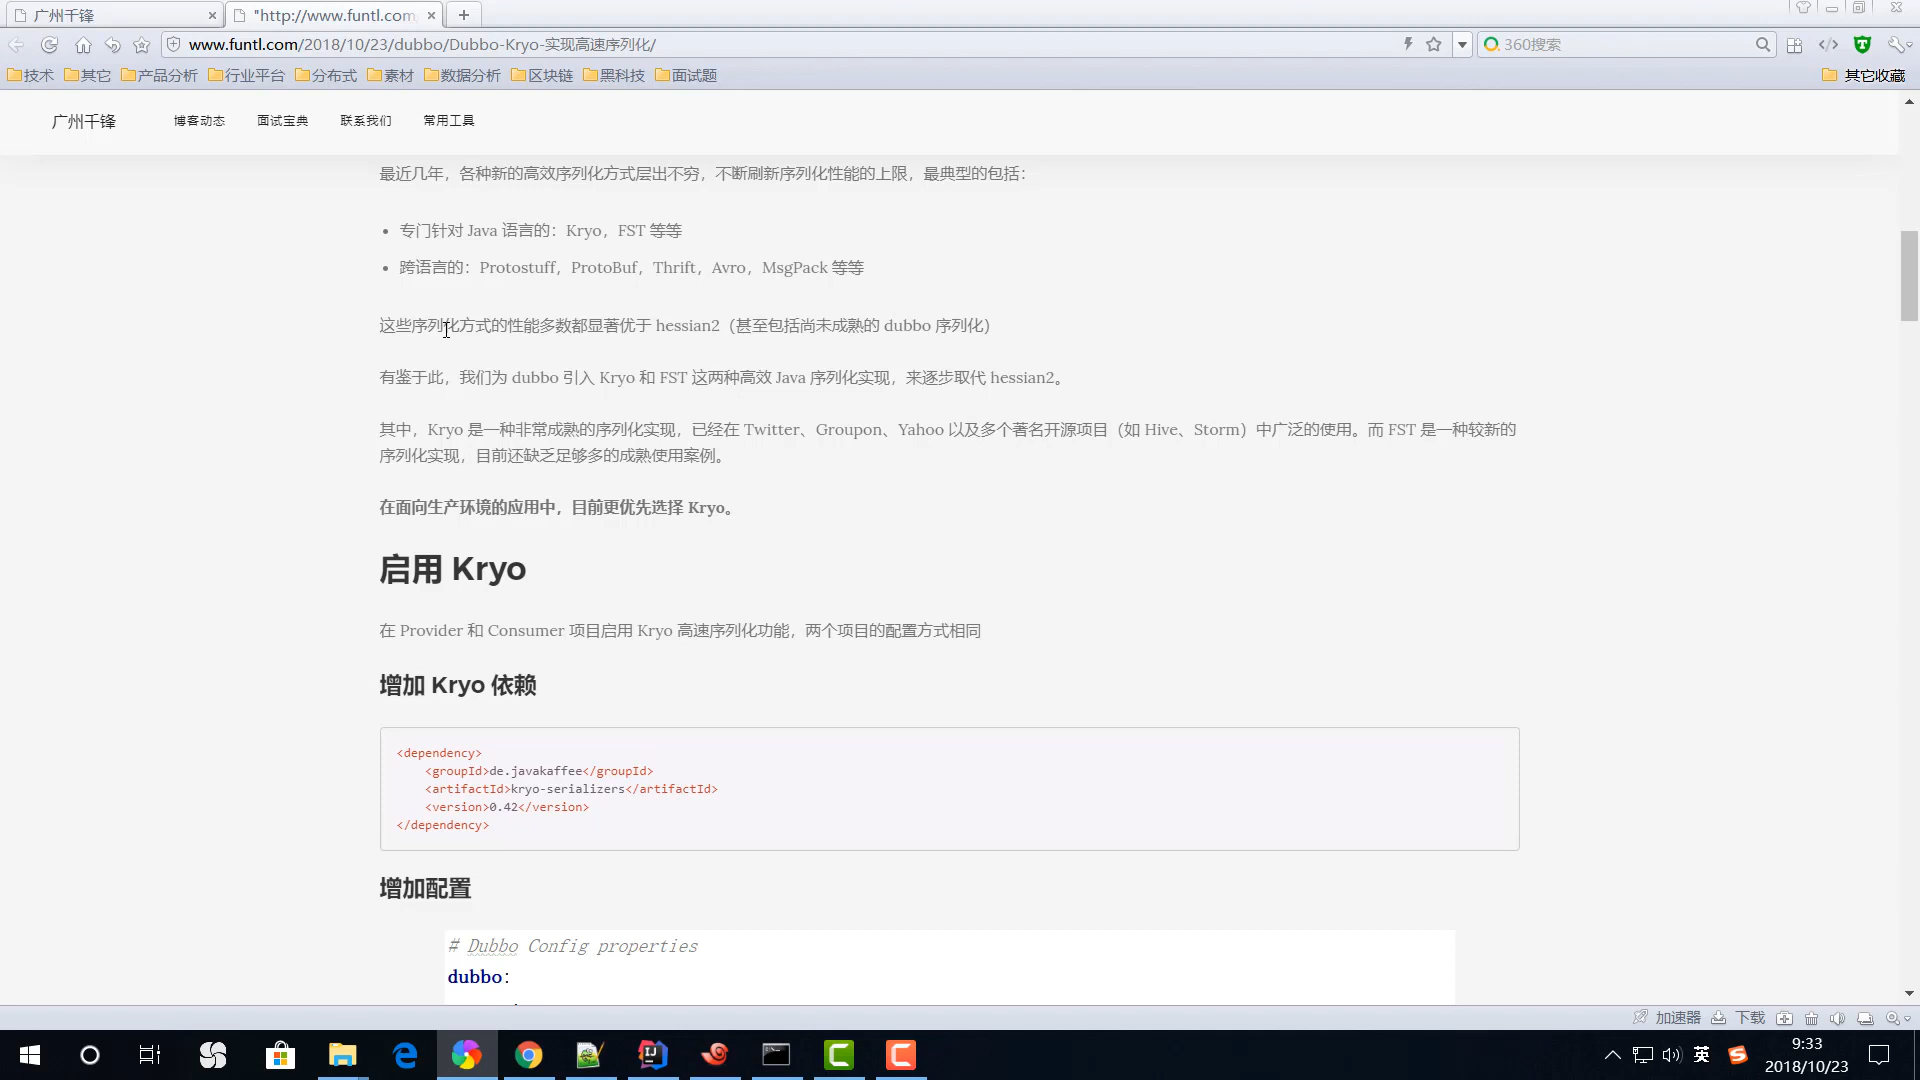 广州千锋
"http://www.funtl.com
www.funtl.com/2018/10/23/dubbo/Dubbo-Kryo-实现高速序列化/
360搜索
技术
其它
产品分析
行业平台
分布式
素材
数据分析
区块链
黑科技
面试题
其它收藏
广州千锋
博客动态
面试宝典
联系我们
常用工具
最近几年，各种新的高效序列化方式层出不穷，不断刷新序列化性能的上限，最典型的包括：
• 专门针对 Java 语言的：Kryo，FST 等等
• 跨语言的：Protostuff，ProtoBuf，Thrift，Avro，MsgPack 等等
这些序列化方式的性能多数都显著优于 hessian2（甚至包括尚未成熟的 dubbo 序列化）
有鉴于此，我们为 dubbo 引入 Kryo 和 FST 这两种高效 Java 序列化实现，来逐步取代 hessian2。
其中，Kryo 是一种非常成熟的序列化实现，已经在 Twitter、Groupon、Yahoo 以及多个著名开源项目（如 Hive、Storm）中广泛的使用。而 FST 是一种较新的
序列化实现，目前还缺乏足够多的成熟使用案例。
在面向生产环境的应用中，目前更优先选择 Kryo。
启用 Kryo
在 Provider 和 Consumer 项目启用 Kryo 高速序列化功能，两个项目的配置方式相同
增加 Kryo 依赖
<dependency>
<groupId>de.javakaffee</groupId>
<artifactId>kryo-serializers</artifactId>
<version>0.42</version>
</dependency>
增加配置
# Dubbo Config properties
dubbo:
加速器
下载
英
9:33
2018/10/23